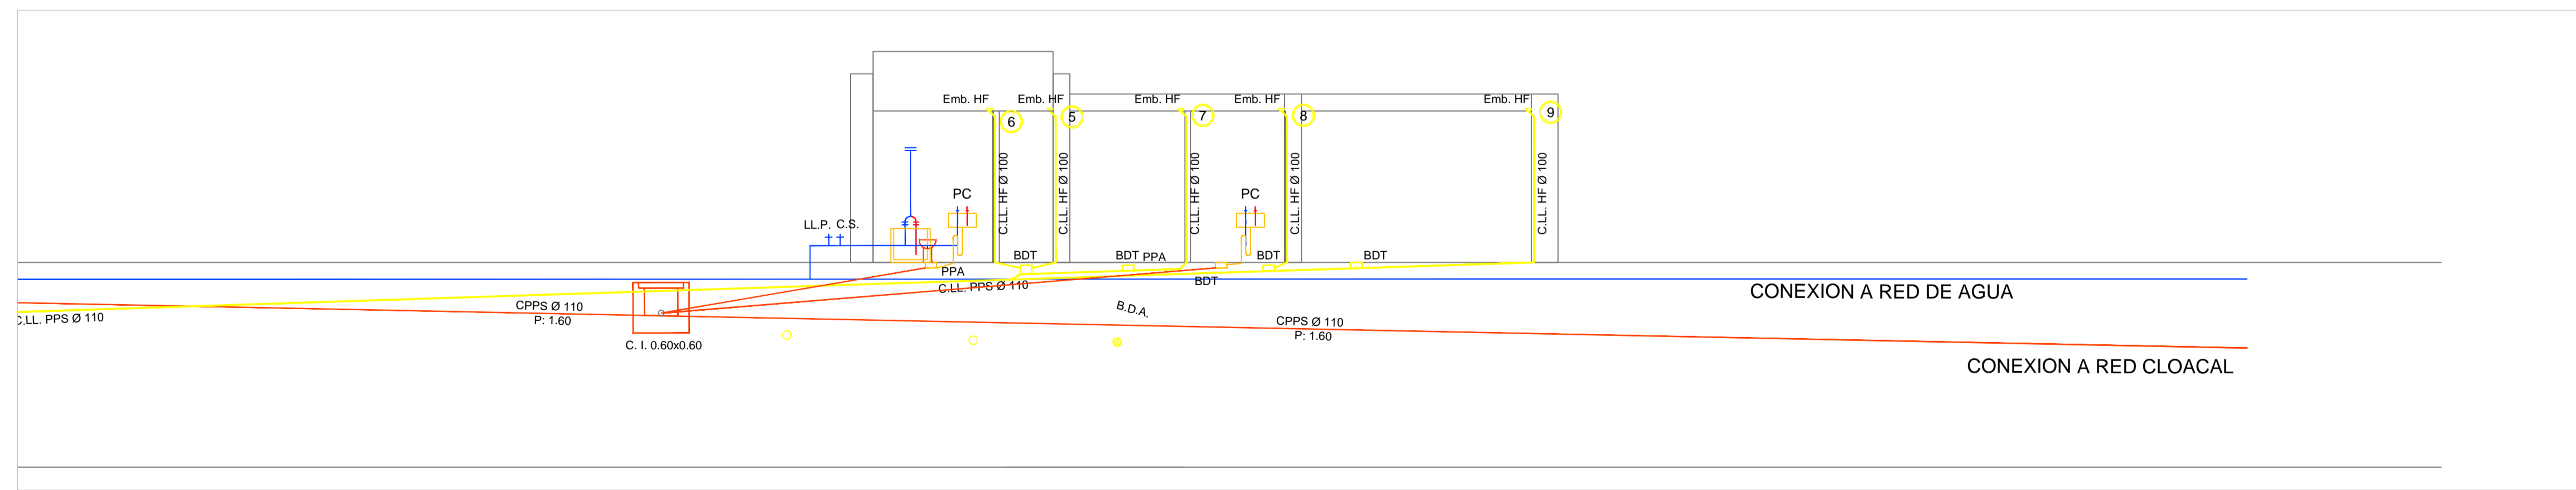 Emb. HF
Emb. HF
Emb. HF
Emb. HF
Emb. HF
6
5
7
8
9
C.LL. HF Ø 100
C.LL. HF Ø 100
C.LL. HF Ø 100
C.LL. HF Ø 100
C.LL. HF Ø 100
PC
PC
LL.P.
C.S.
BDT
BDT
PPA
BDT
BDT
PPA
BDT
C.LL. PPS Ø 110
CONEXION A RED DE AGUA
CPPS Ø 110
P: 1.60
B.D.A.
C.LL. PPS Ø 110
CPPS Ø 110
P: 1.60
C. I. 0.60x0.60
CONEXION A RED CLOACAL